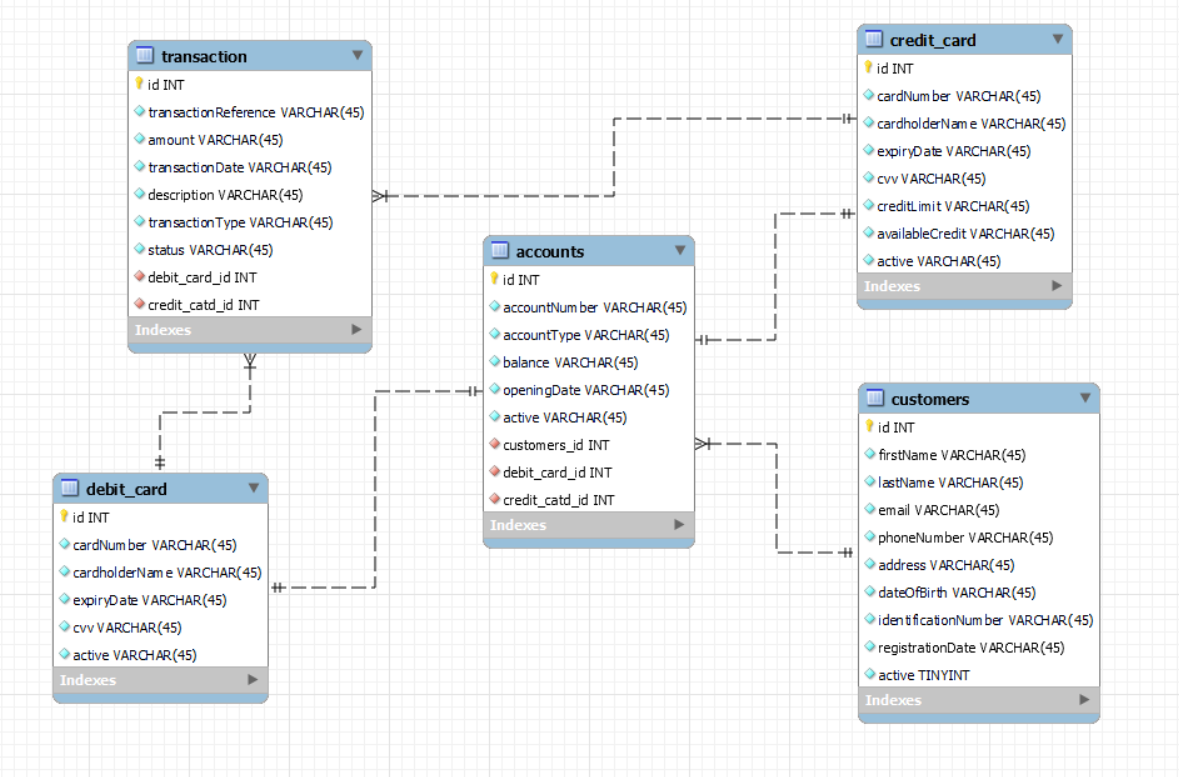 transaction
id INT
transactionReference VARCHAR(45)
amount VARCHAR(45)
transactionDate VARCHAR(45)
description VARCHAR(45)
transactionType VARCHAR(45)
status VARCHAR(45)
debit_card_id INT
credit_catd_id INT
Indexes
credit_card
id INT
cardNumber VARCHAR(45)
cardholderName VARCHAR(45)
expiryDate VARCHAR(45)
cvv VARCHAR(45)
creditLimit VARCHAR(45)
availableCredit VARCHAR(45)
active VARCHAR(45)
Indexes
accounts
id INT
accountNumber VARCHAR(45)
accountType VARCHAR(45)
balance VARCHAR(45)
openingDate VARCHAR(45)
active VARCHAR(45)
customers_id INT
debit_card_id INT
credit_catd_id INT
Indexes
customers
id INT
firstName VARCHAR(45)
lastName VARCHAR(45)
email VARCHAR(45)
phoneNumber VARCHAR(45)
address VARCHAR(45)
dateOfBirth VARCHAR(45)
identificationNumber VARCHAR(45)
registrationDate VARCHAR(45)
active TINYINT
Indexes
debit_card
id INT
cardNumber VARCHAR(45)
cardholderName VARCHAR(45)
expiryDate VARCHAR(45)
cvv VARCHAR(45)
active VARCHAR(45)
Indexes